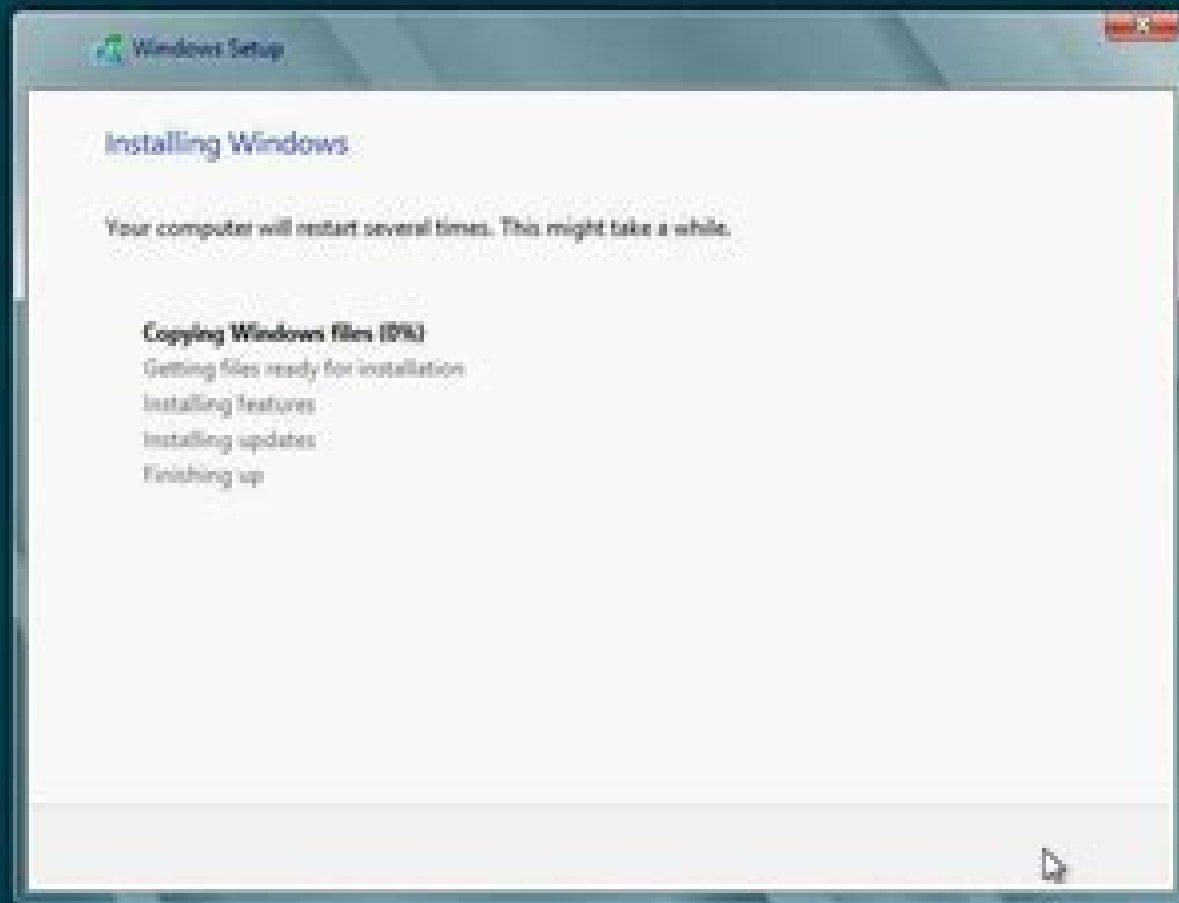 Windows Setup
Installing Windows
Your computer will restart several times. This might take a while.
Copying Windows files (0%)
Getting files ready for installation
Installing features
Installing updates
Finishing up